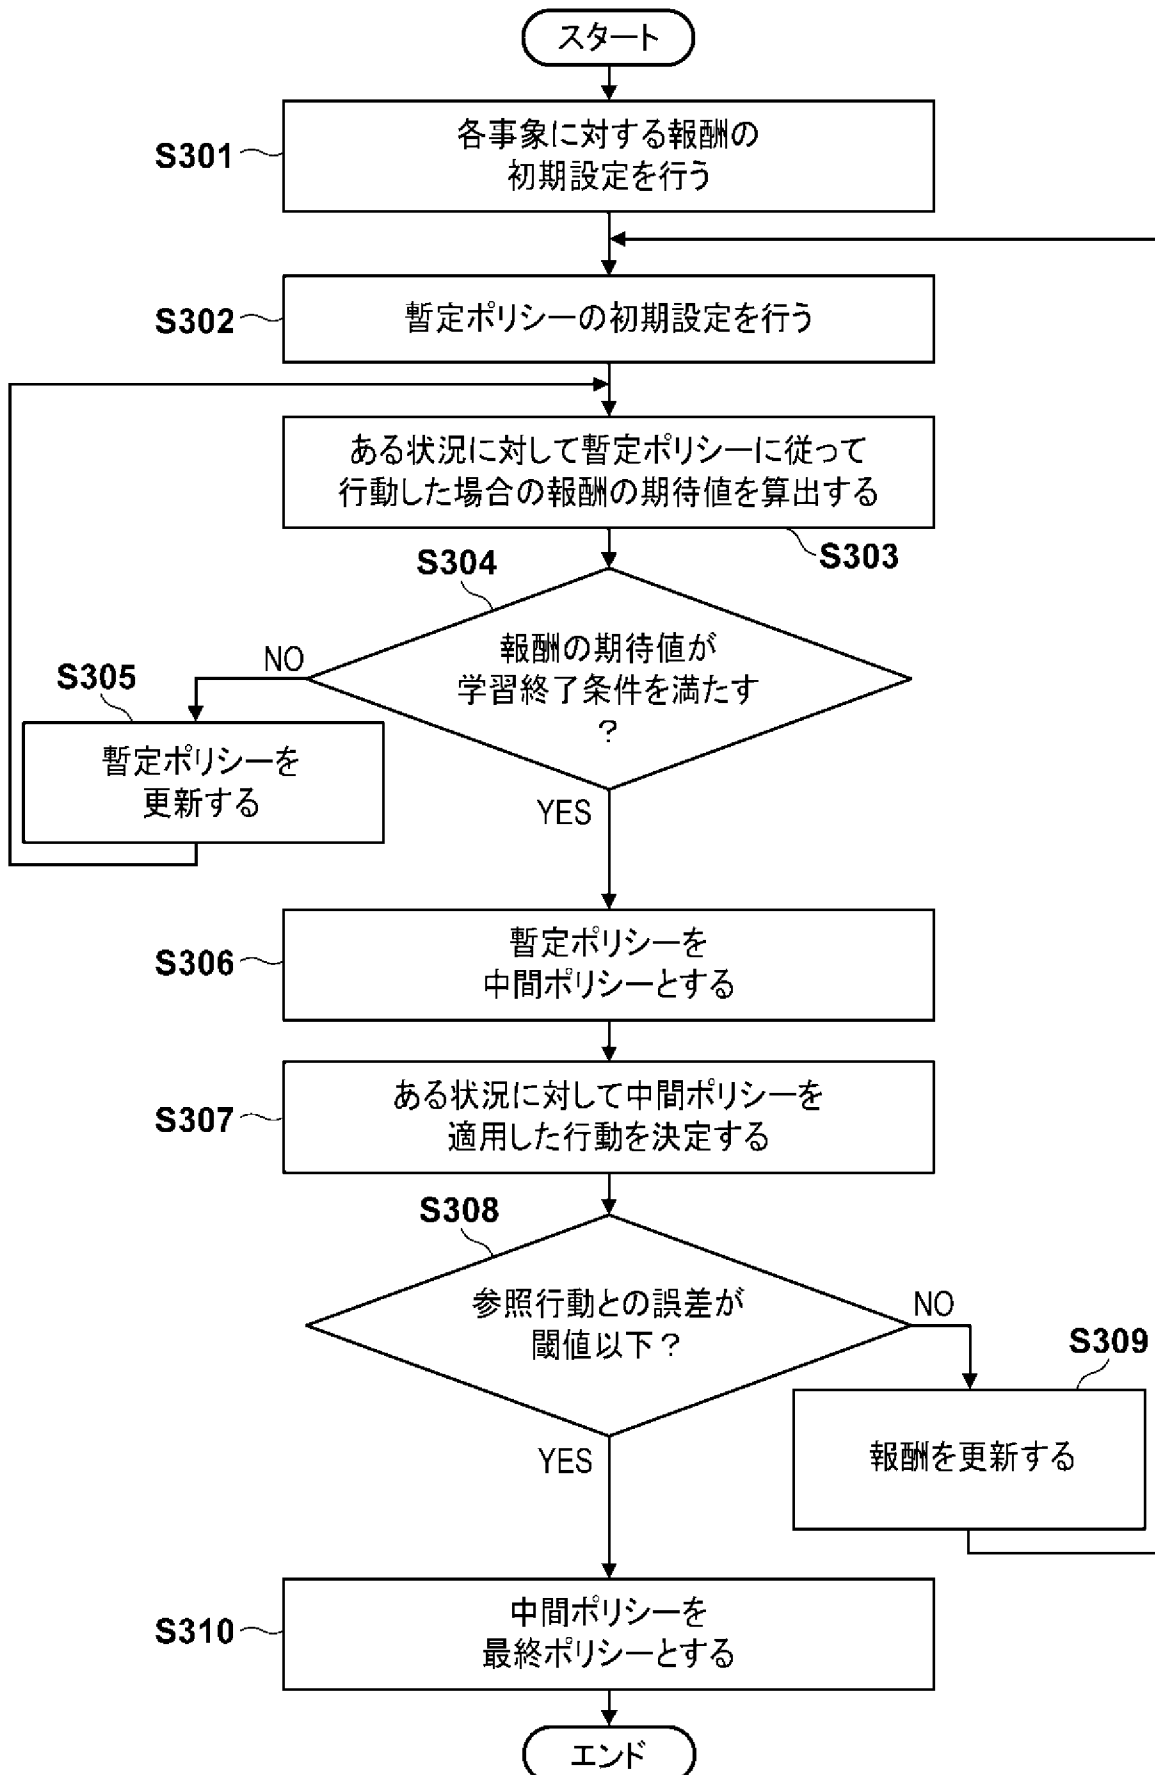 スタート
S301
各事象に対する報酬の
初期設定を行う
S302
暫定ポリシーの初期設定を行う
ある状況に対して暫定ポリシーに従って
行動した場合の報酬の期待値を算出する
S303
S304
報酬の期待値が
学習終了条件を満たす
？
NO
S305
暫定ポリシーを
更新する
YES
S306
暫定ポリシーを
中間ポリシーとする
S307
ある状況に対して中間ポリシーを
適用した行動を決定する
S308
参照行動との誤差が
閾値以下？
NO
S309
報酬を更新する
YES
S310
中間ポリシーを
最終ポリシーとする
エンド